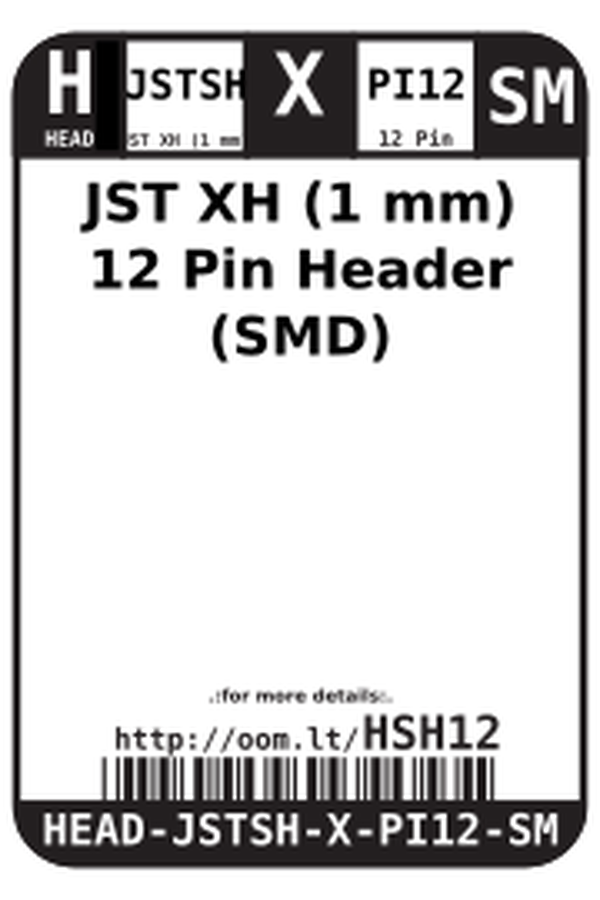 H JSTSH X PI12 SM
HEAD ST XH (1 mm 12 Pin
JST XH (1 mm)
12 Pin Header
(SMD)
.:for more details:.
http://oom.lt/HSH12
HEAD-JSTSH-X-PI12-SM